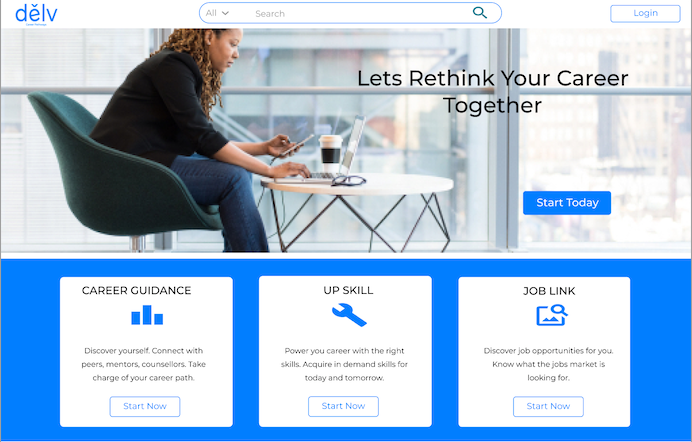 dělv
All
Search
Login
Lets Rethink Your Career
Together
Start Today
CAREER GUIDANCE
UP SKILL
JOB LINK
Discover yourself. Connect with
peers, mentors, counsellors. Take
charge of your career path.
Power you career with the right
skills. Acquire in demand skills for
today and tomorrow.
Discover job opportunities for you.
Know what the jobs market is
looking for.
Start Now
Start Now
Start Now